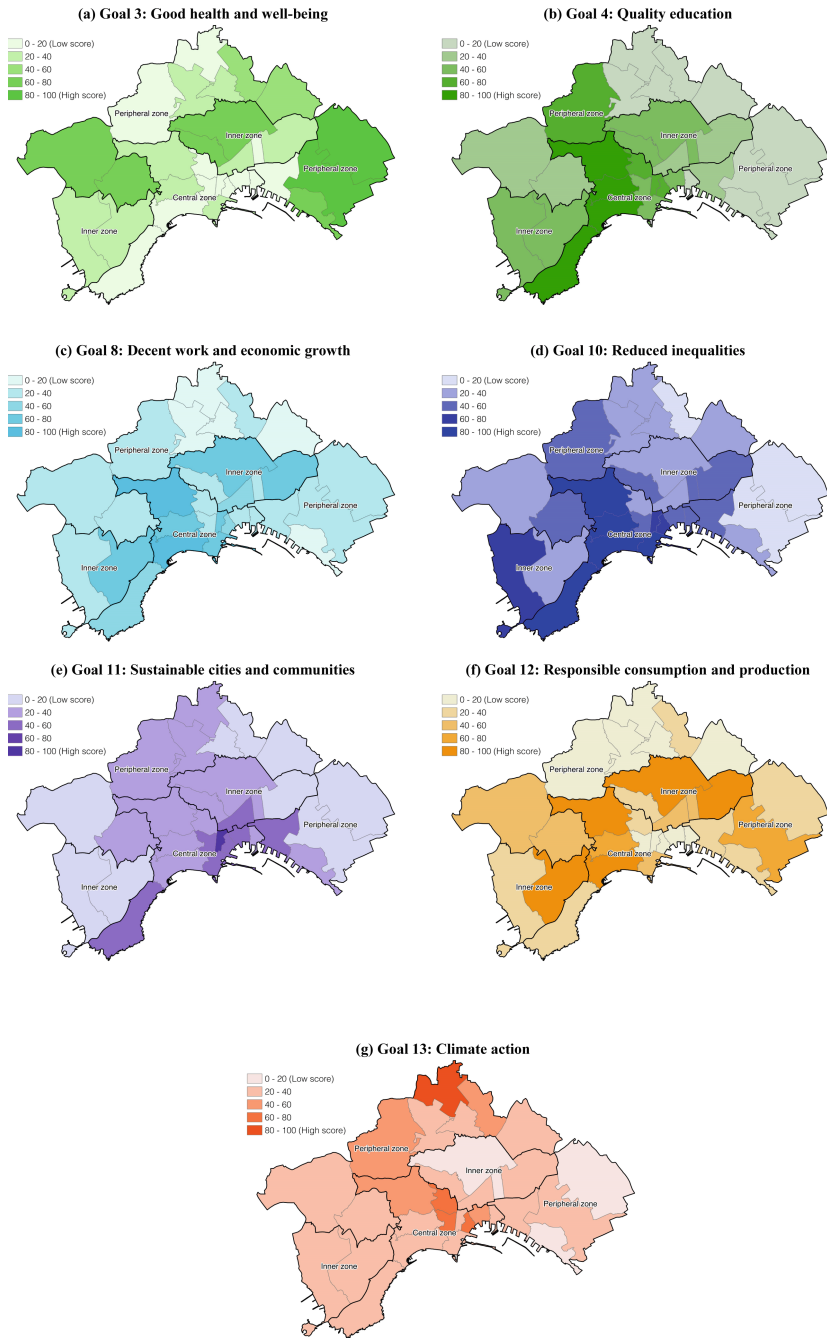 (a) Goal 3: Good health and well-being
0 - 20 (Low score)
20 - 40
40 - 60
60 - 80
80 - 100 (High score)
Peripheral zone
Inner zone
Peripheral zone
Central zone
Inner zone
(b) Goal 4: Quality education
0 - 20 (Low score)
20 - 40
40 - 60
60 - 80
80 - 100 (High score)
Peripheral zone
Inner zone
Peripheral zone
Central zone
Inner zone
(c) Goal 8: Decent work and economic growth
0 - 20 (Low score)
20 - 40
40 - 60
60 - 80
80 - 100 (High score)
Peripheral zone
Inner zone
Peripheral zone
Central zone
Inner zone
(d) Goal 10: Reduced inequalities
0 - 20 (Low score)
20 - 40
40 - 60
60 - 80
80 - 100 (High score)
Peripheral zone
Inner zone
Peripheral zone
Central zone
Inner zone
(e) Goal 11: Sustainable cities and communities
0 - 20 (Low score)
20 - 40
40 - 60
60 - 80
80 - 100 (High score)
Peripheral zone
Inner zone
Peripheral zone
Central zone
Inner zone
(f) Goal 12: Responsible consumption and production
0 - 20 (Low score)
20 - 40
40 - 60
60 - 80
80 - 100 (High score)
Peripheral zone
Inner zone
Peripheral zone
Central zone
Inner zone
(g) Goal 13: Climate action
0 - 20 (Low score)
20 - 40
40 - 60
60 - 80
80 - 100 (High score)
Peripheral zone
Inner zone
Peripheral zone
Central zone
Inner zone